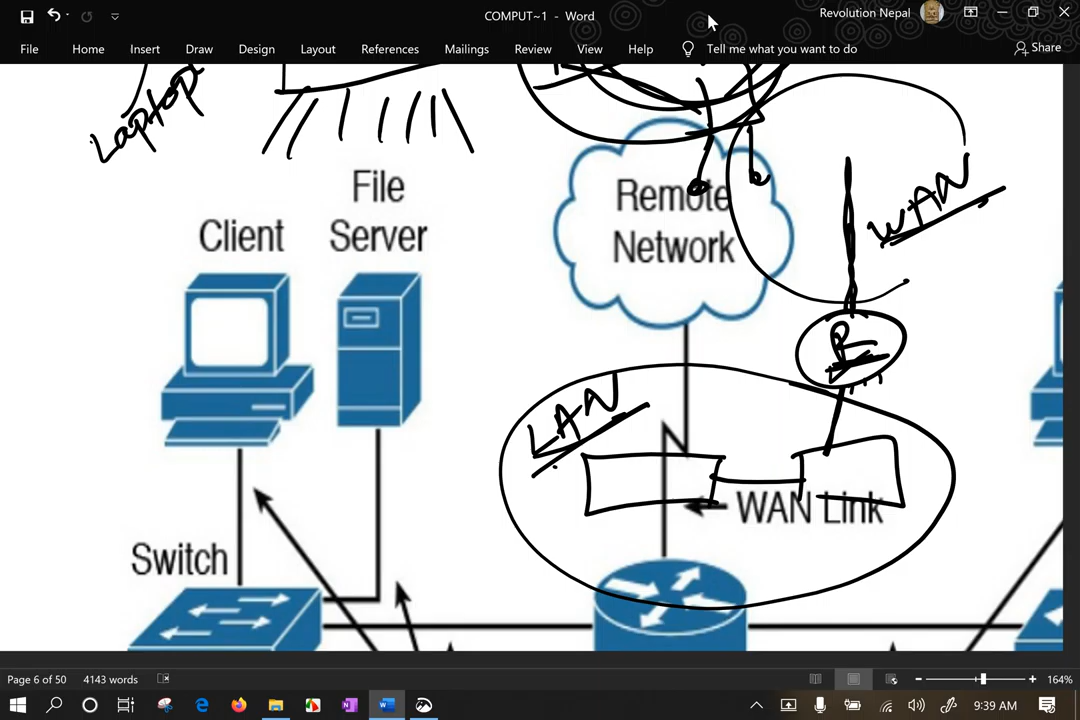 COMPUT~1 - Word
Revolution Nepal
File Home Insert Draw Design Layout References Mailings Review View Help Tell me what you want to do Share
Laptop
File
Server
Client
Remote
Network
WAN
R
LAN
WAN Link
Switch
Page 6 of 50 4143 words 164%
9:39 AM